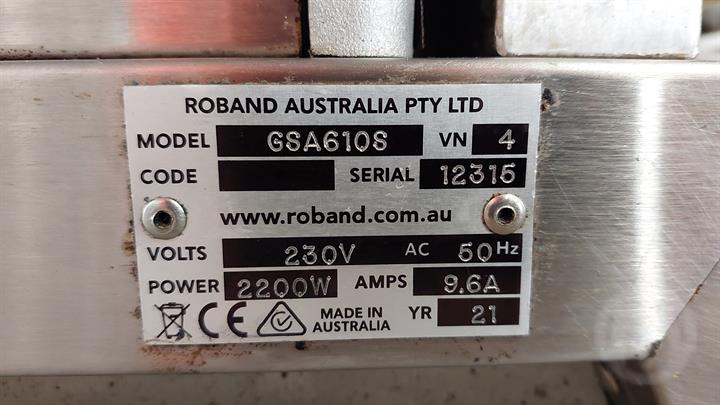 ROBAND AUSTRALIA PTY LTD
MODEL GSA610S VN 4
CODE SERIAL 12315
www.roband.com.au
VOLTS 230V AC 50Hz
POWER 2200W AMPS 9.6A
CE MADE IN AUSTRALIA YR 21